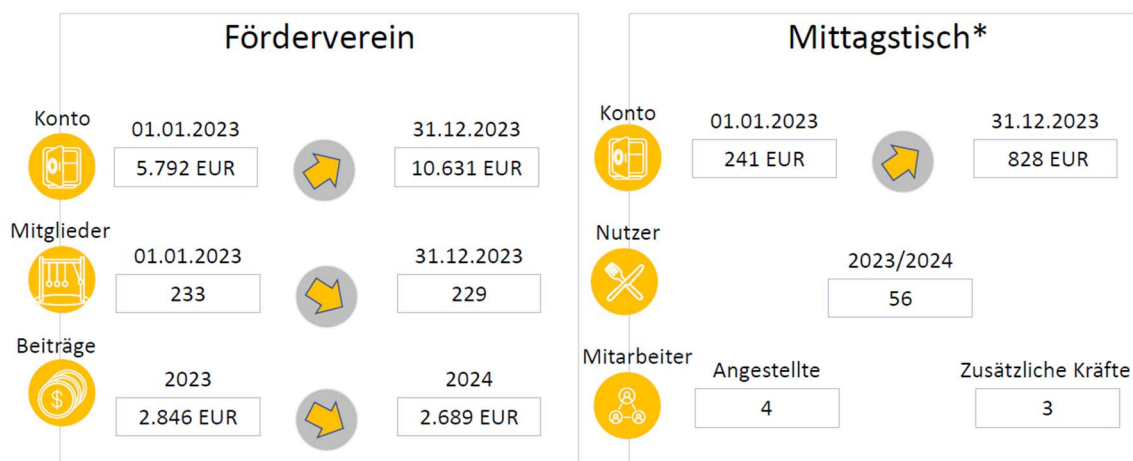 Förderverein
Konto
01.01.2023
31.12.2023
5.792 EUR
10.631 EUR
Mitglieder
01.01.2023
31.12.2023
233
229
Beiträge
2023
2024
$
2.846 EUR
2.689 EUR
Mittagstisch*
Konto
01.01.2023
31.12.2023
241 EUR
828 EUR
Nutzer
2023/2024
56
Mitarbeiter
Angestellte
Zusätzliche Kräfte
4
3